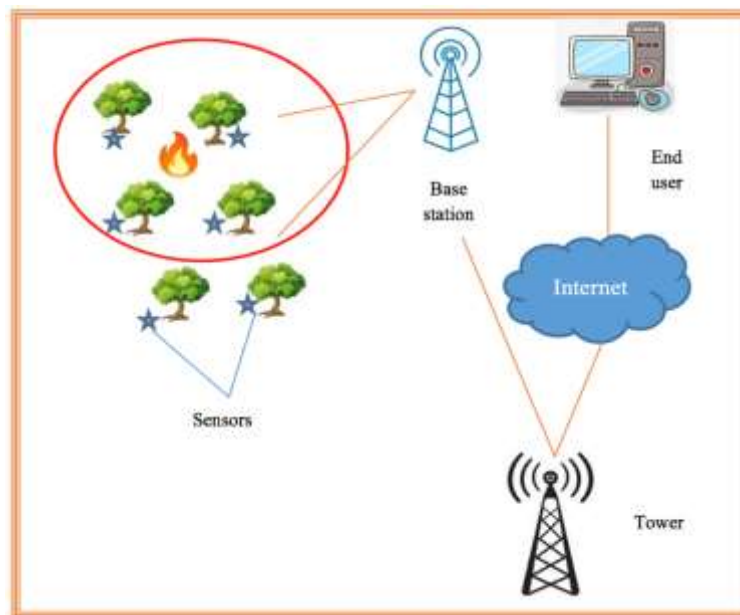 End
user
Base
station
Internet
Sensors
Tower